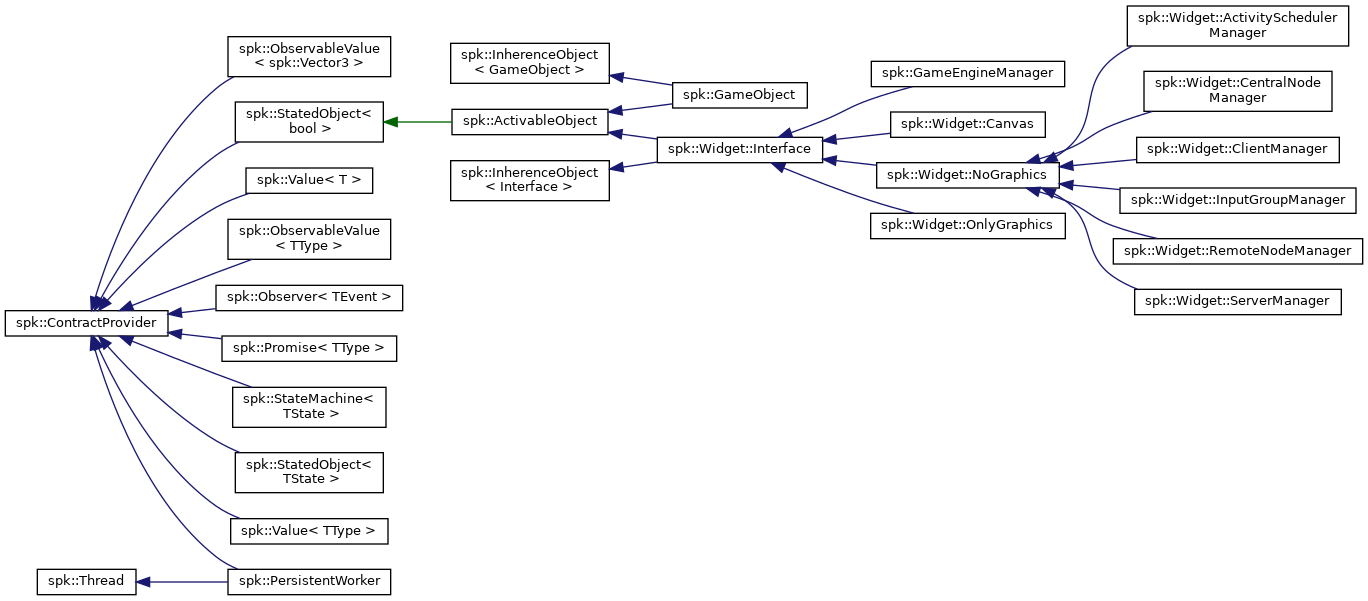 spk::ContractProvider
spk::Thread
spk::ObservableValue
< spk::Vector3 >
spk::StatedObject<
bool >
spk::Value< T >
spk::ObservableValue
< TType >
spk::Observer< TEvent >
spk::Promise< TType >
spk::StateMachine<
TState >
spk::StatedObject<
TState >
spk::Value< TType >
spk::PersistentWorker
spk::InherenceObject
< GameObject >
spk::ActivableObject
spk::InherenceObject
< Interface >
spk::GameObject
spk::Widget::Interface
spk::GameEngineManager
spk::Widget::Canvas
spk::Widget::NoGraphics
spk::Widget::OnlyGraphics
spk::Widget::ActivityScheduler
Manager
spk::Widget::CentralNode
Manager
spk::Widget::ClientManager
spk::Widget::InputGroupManager
spk::Widget::RemoteNodeManager
spk::Widget::ServerManager